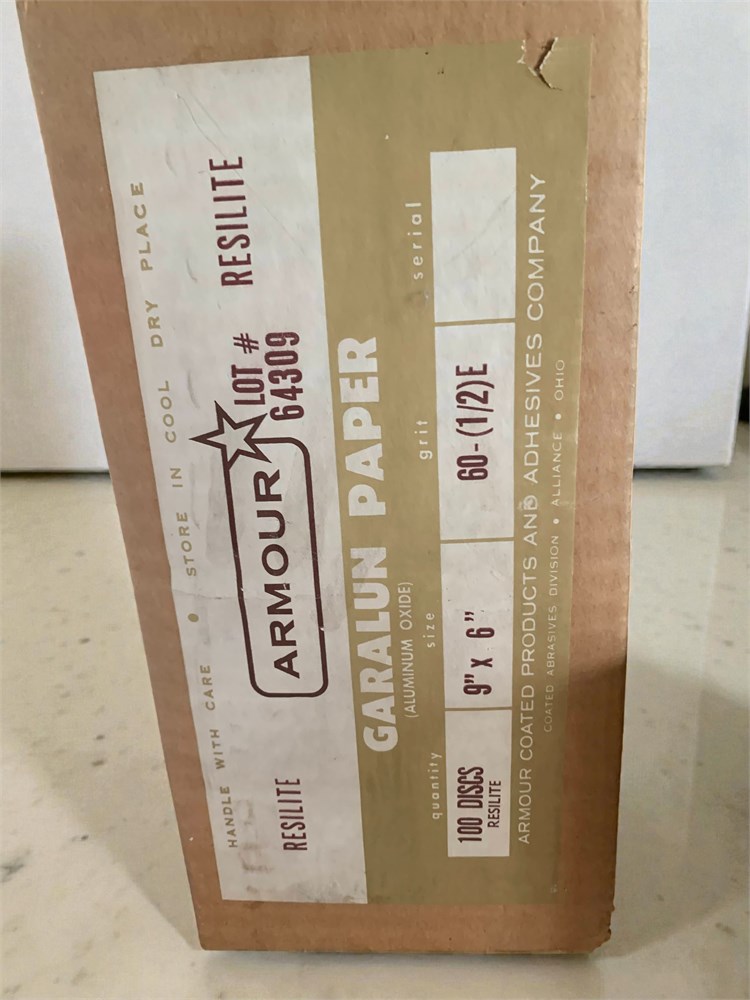 HANDLE WITH CARE • STORE IN COOL DRY PLACE
RESILITE
ARMOUR
LOT #
64309
RESILITE
GARALUN PAPER
(ALUMINUM OXIDE)
quantity size grit serial
100 DISCS 9" x 6" 60-(1/2)E
RESILITE
ARMOUR COATED PRODUCTS AND ADHESIVES COMPANY
COATED ABRASIVES DIVISION • ALLIANCE • OHIO